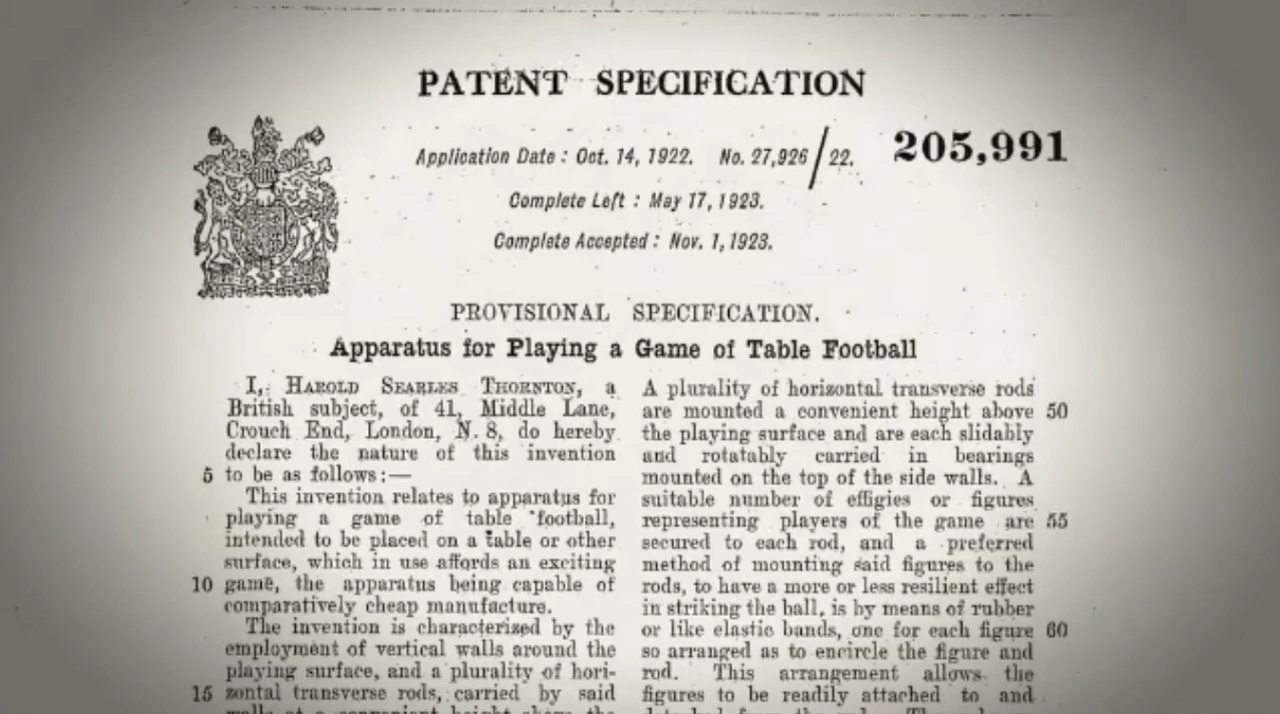 PATENT SPECIFICATION
Application Date : Oct. 14, 1922. No. 27,926 / 22.
205,991
Complete Left : May 17, 1923.
Complete Accepted : Nov. 1, 1923.
PROVISIONAL SPECIFICATION.
Apparatus for Playing a Game of Table Football
I, HAROLD SEARLES THORNTON, a
British subject, of 41, Middle Lane,
Crouch End, London, N. 8, do hereby
declare the nature of this invention
5 to be as follows:—
This invention relates to apparatus for
playing a game of table football,
intended to be placed on a table or other
surface, which in use affords an exciting
10 game, the apparatus being capable of
comparatively cheap manufacture.
The invention is characterized by the
employment of vertical walls around the
playing surface, and a plurality of hori-
15 zontal transverse rods, carried by said
walls at a convenient height above the
A plurality of horizontal transverse rods
are mounted a convenient height above 50
the playing surface and are each slidably
and rotatably carried in bearings
mounted on the top of the side walls. A
suitable number of effigies or figures
representing players of the game are 55
secured to each rod, and a preferred
method of mounting said figures to the
rods, to have a more or less resilient effect
in striking the ball, is by means of rubber
or like elastic bands, one for each figure 60
so arranged as to encircle the figure and
rod. This arrangement allows the
figures to be readily attached to and